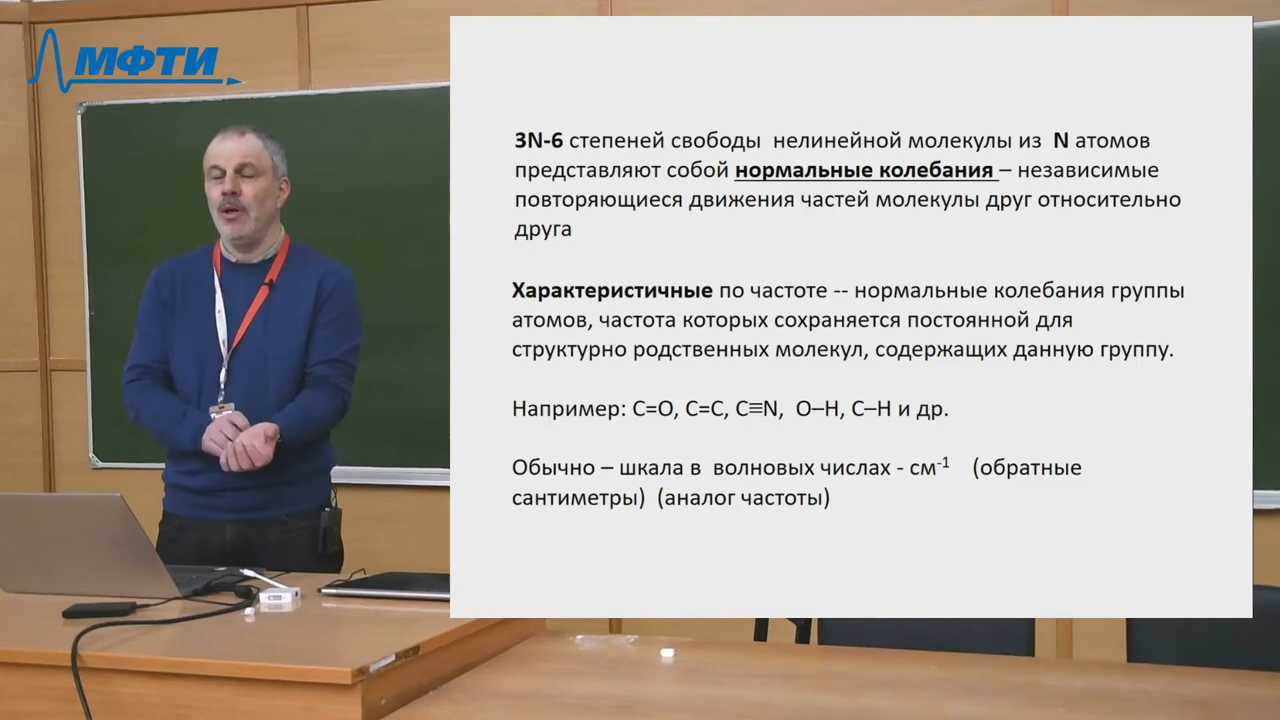 МФТИ
3N-6 степеней свободы нелинейной молекулы из N атомов
представляют собой нормальные колебания – независимые
повторяющиеся движения частей молекулы друг относительно
друга
Характеристичные по частоте -- нормальные колебания группы
атомов, частота которых сохраняется постоянной для
структурно родственных молекул, содержащих данную группу.
Например: C=O, C=C, C≡N, O–H, C–H и др.
Обычно – шкала в волновых числах - см⁻¹ (обратные
сантиметры) (аналог частоты)